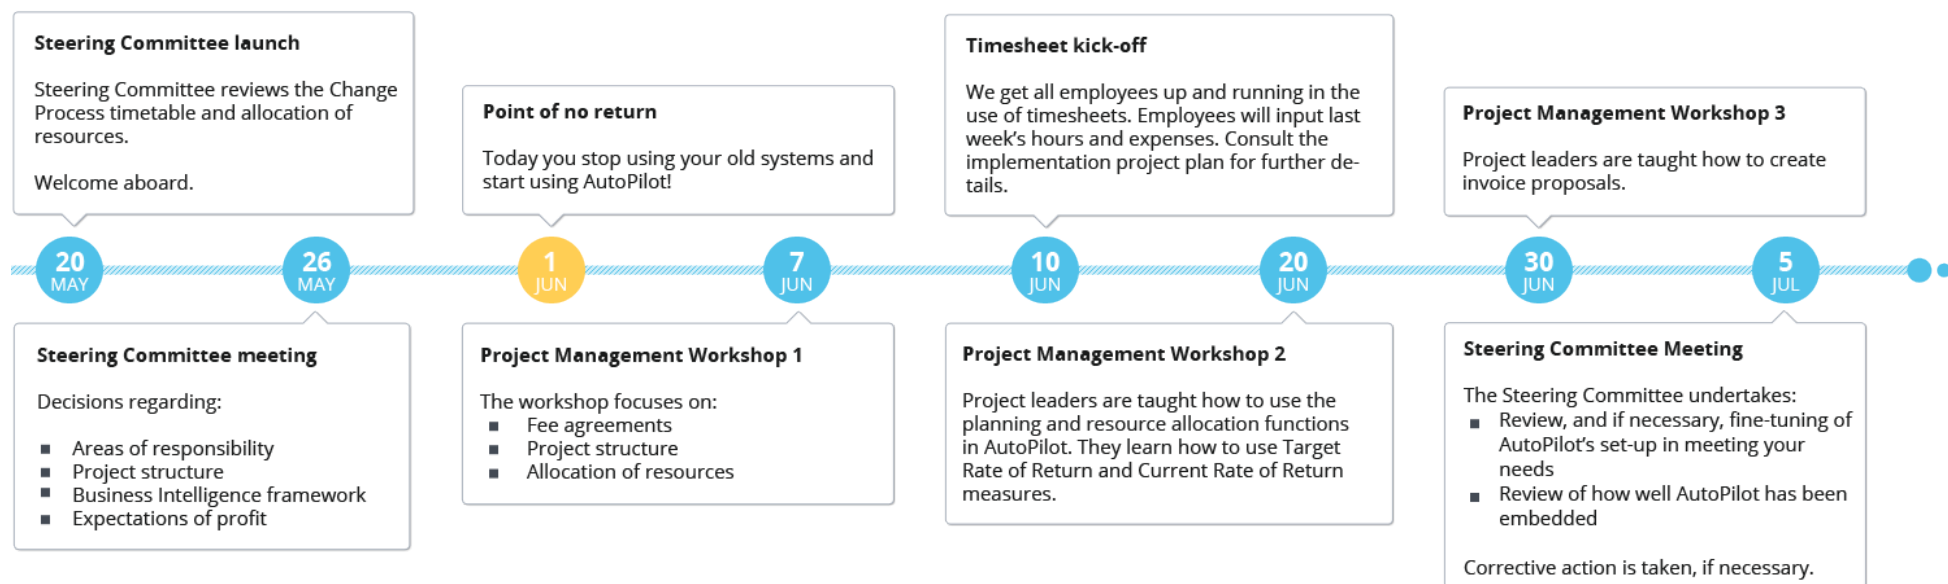 Steering Committee launch
Steering Committee reviews the Change
Process timetable and allocation of
resources.
Welcome aboard.
Point of no return
Today you stop using your old systems and
start using AutoPilot!
Timesheet kick-off
We get all employees up and running in the
use of timesheets. Employees will input last
week’s hours and expenses. Consult the
implementation project plan for further de-
tails.
Project Management Workshop 3
Project leaders are taught how to create
invoice proposals.
20
MAY
26
MAY
1
JUN
7
JUN
10
JUN
20
JUN
30
JUN
5
JUL
Steering Committee meeting
Decisions regarding:
Areas of responsibility
Project structure
Business Intelligence framework
Expectations of profit
Project Management Workshop 1
The workshop focuses on:
Fee agreements
Project structure
Allocation of resources
Project Management Workshop 2
Project leaders are taught how to use the
planning and resource allocation functions
in AutoPilot. They learn how to use Target
Rate of Return and Current Rate of Return
measures.
Steering Committee Meeting
The Steering Committee undertakes:
Review, and if necessary, fine-tuning of
AutoPilot’s set-up in meeting your
needs
Review of how well AutoPilot has been
embedded
Corrective action is taken, if necessary.